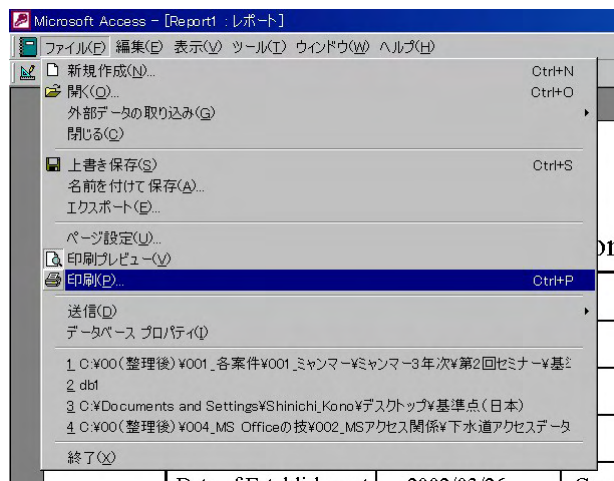 Microsoft Access - [Report1 : レポート]
ファイル(F) 編集(E) 表示(V) ツール(T) ウィンドウ(W) ヘルプ(H)
新規作成(N)... Ctrl+N
開く(O)... Ctrl+O
外部データの取り込み(G)
閉じる(C)
上書き保存(S) Ctrl+S
名前を付けて保存(A)...
エクスポート(E)...
ページ設定(U)...
印刷プレビュー(V)
印刷(P)... Ctrl+P
送信(D)
データベース プロパティ(I)
1 C:¥00(整理後)¥001_各案件¥001_ミャンマー¥ミャンマー3年次¥第2回セミナー¥基
2 db1
3 C:¥Documents and Settings¥Shinichi_Kono¥デスクトップ¥基準点(日本)
4 C:¥00(整理後)¥004_MS Officeの技¥002_MSアクセス関係¥下水道アクセスデータ
終了(X)